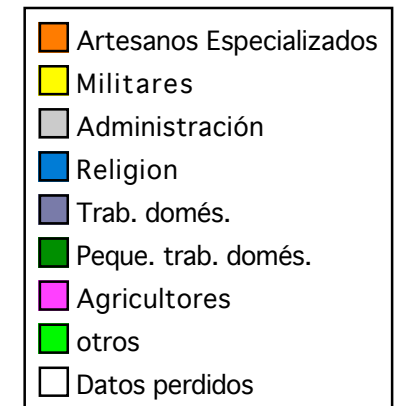 Artesanos Especializados
Militares
Administración
Religion
Trab. domés.
Peque. trab. domés.
Agricultores
otros
Datos perdidos